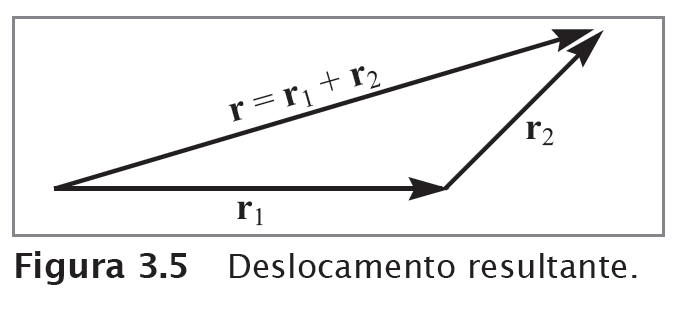 r = r₁ + r₂
r₂
r₁
Figura 3.5 Deslocamento resultante.